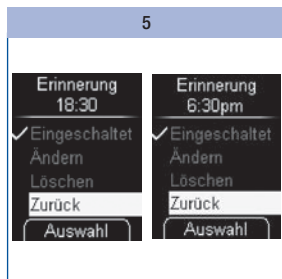 5
Erinnerung
18:30
Eingeschaltet
Ändern
Löschen
Zurück
Auswahl
Erinnerung
6:30pm
Eingeschaltet
Ändern
Löschen
Zurück
Auswahl